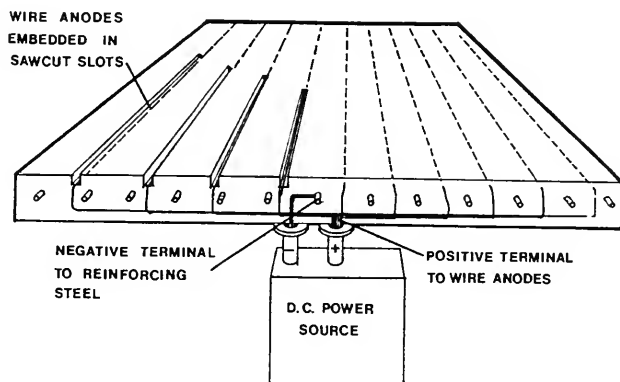 WIRE ANODES
EMBEDDED IN
SAWCUT SLOTS
NEGATIVE TERMINAL
TO REINFORCING
STEEL
+
POSITIVE TERMINAL
TO WIRE ANODES
D.C. POWER
SOURCE